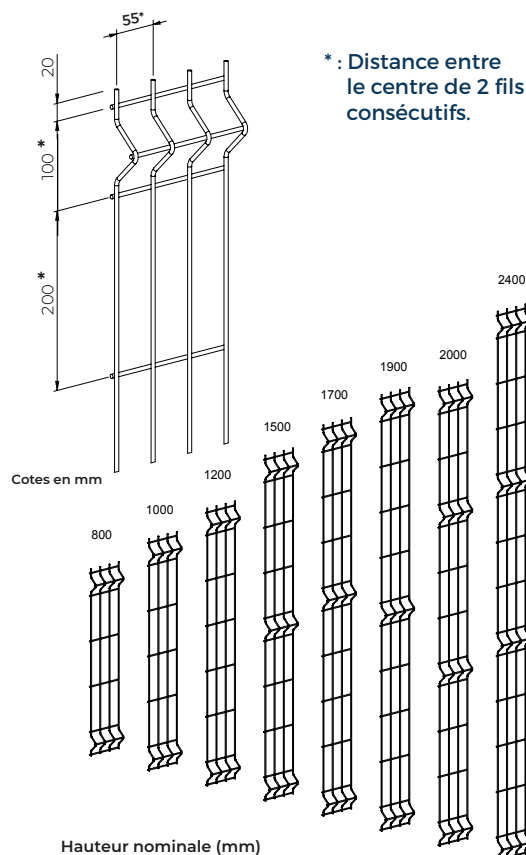 55*
* : Distance entre
le centre de 2 fils
consécutifs.
20
100*
200*
Cotes en mm
800
1000
1200
1500
1700
1900
2000
2400
Hauteur nominale (mm)